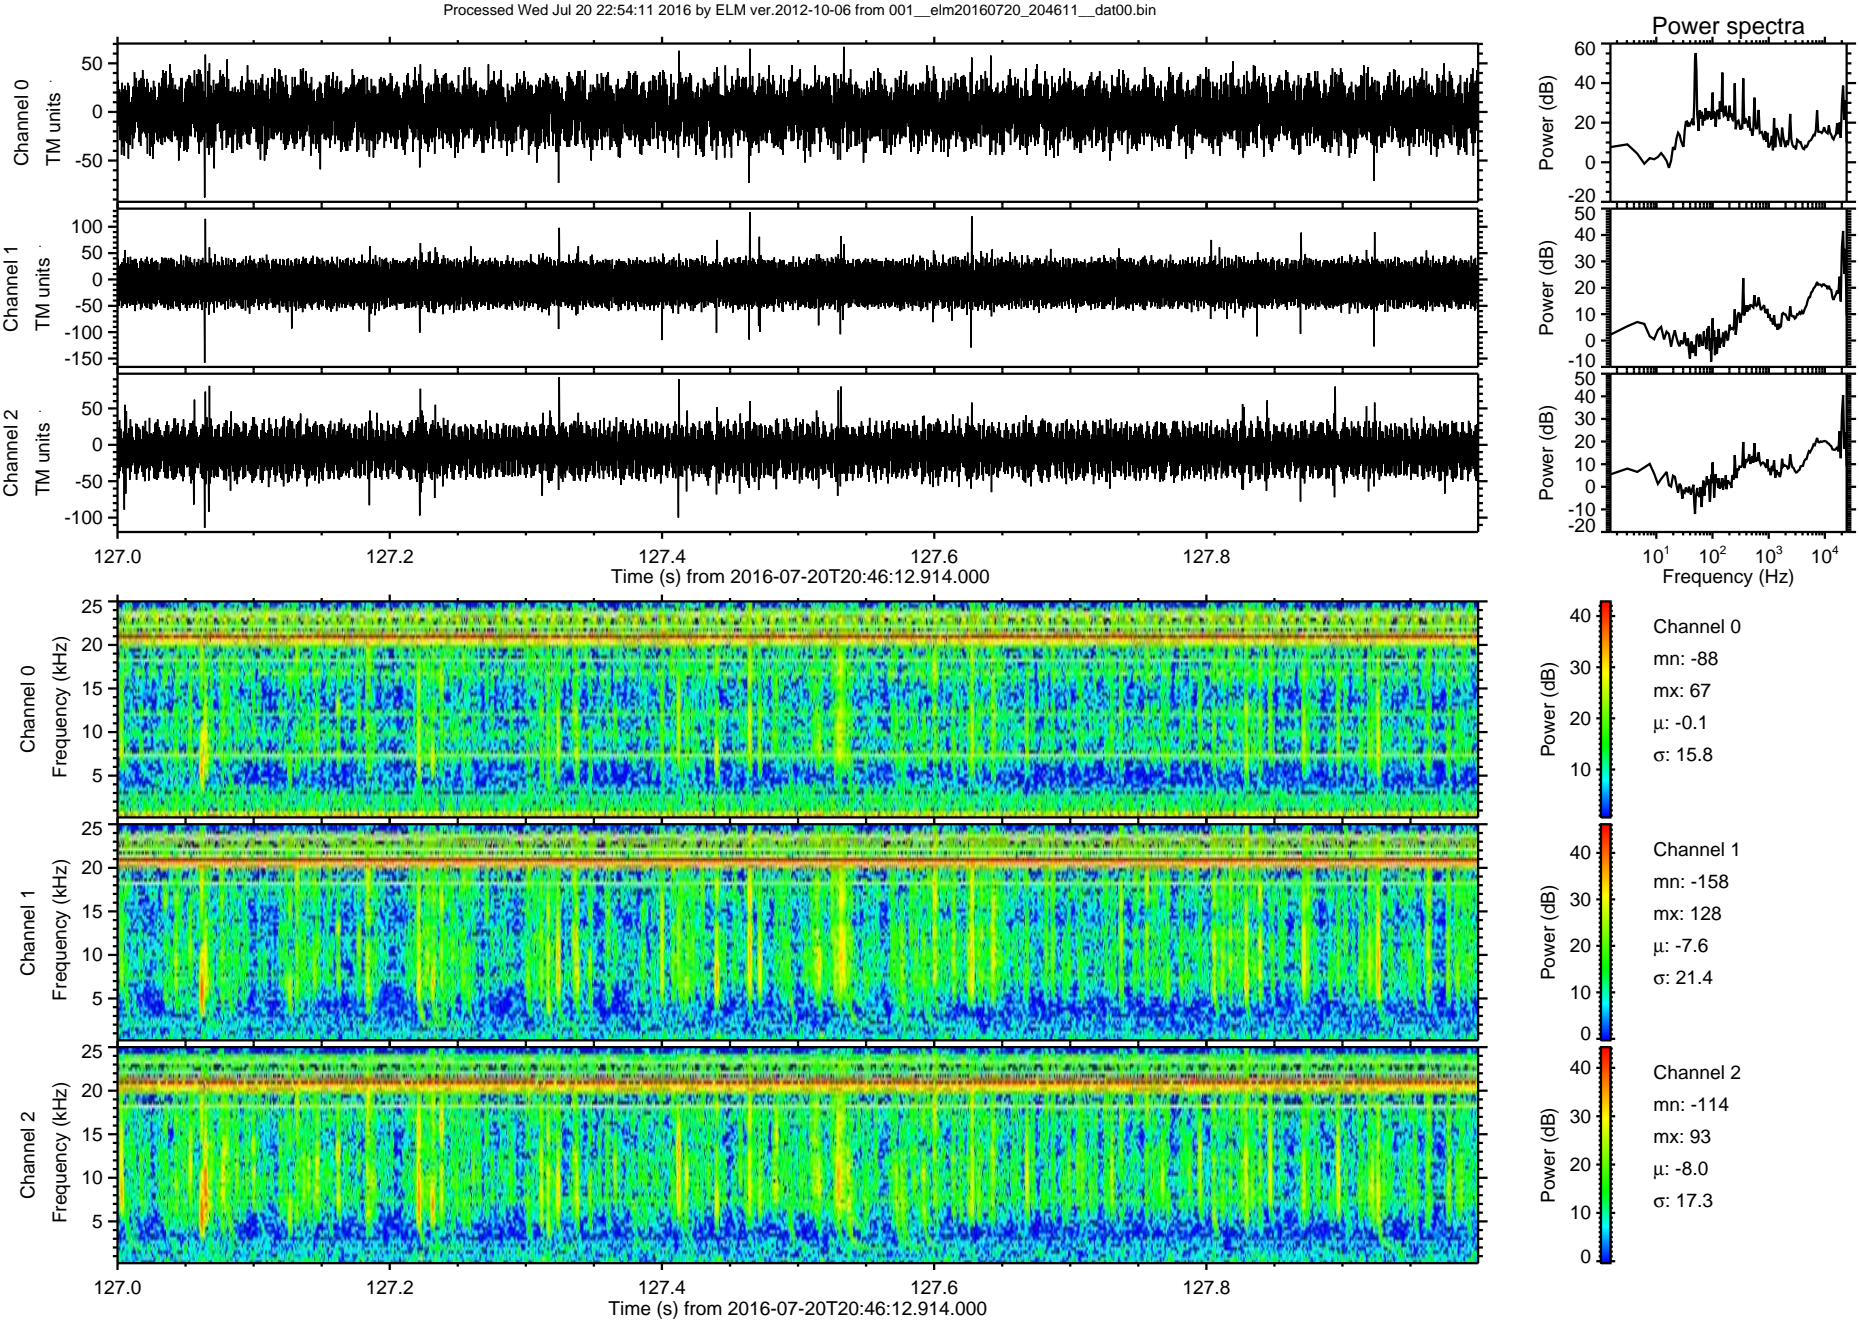 Processed Wed Jul 20 22:54:11 2016 by ELM ver.2012-10-06 from 001__elm20160720_204611__dat00.bin
Power spectra
Channel 0
TM units
50
0
-50
Power (dB)
60
40
20
0
-20
Channel 1
TM units
100
50
0
-50
-100
-150
Power (dB)
50
40
30
20
10
0
-10
Channel 2
TM units
50
0
-50
-100
Power (dB)
50
40
30
20
10
0
-10
-20
127.0 127.2 127.4 127.6 127.8
Time (s) from 2016-07-20T20:46:12.914.000
10¹ 10² 10³ 10⁴
Frequency (Hz)
Channel 0
Frequency (kHz)
25
20
15
10
5
Power (dB)
40
30
20
10
Channel 0
mn: -88
mx: 67
μ: -0.1
σ: 15.8
Channel 1
Frequency (kHz)
25
20
15
10
5
Power (dB)
40
30
20
10
0
Channel 1
mn: -158
mx: 128
μ: -7.6
σ: 21.4
Channel 2
Frequency (kHz)
25
20
15
10
5
Power (dB)
40
30
20
10
0
Channel 2
mn: -114
mx: 93
μ: -8.0
σ: 17.3
127.0 127.2 127.4 127.6 127.8
Time (s) from 2016-07-20T20:46:12.914.000